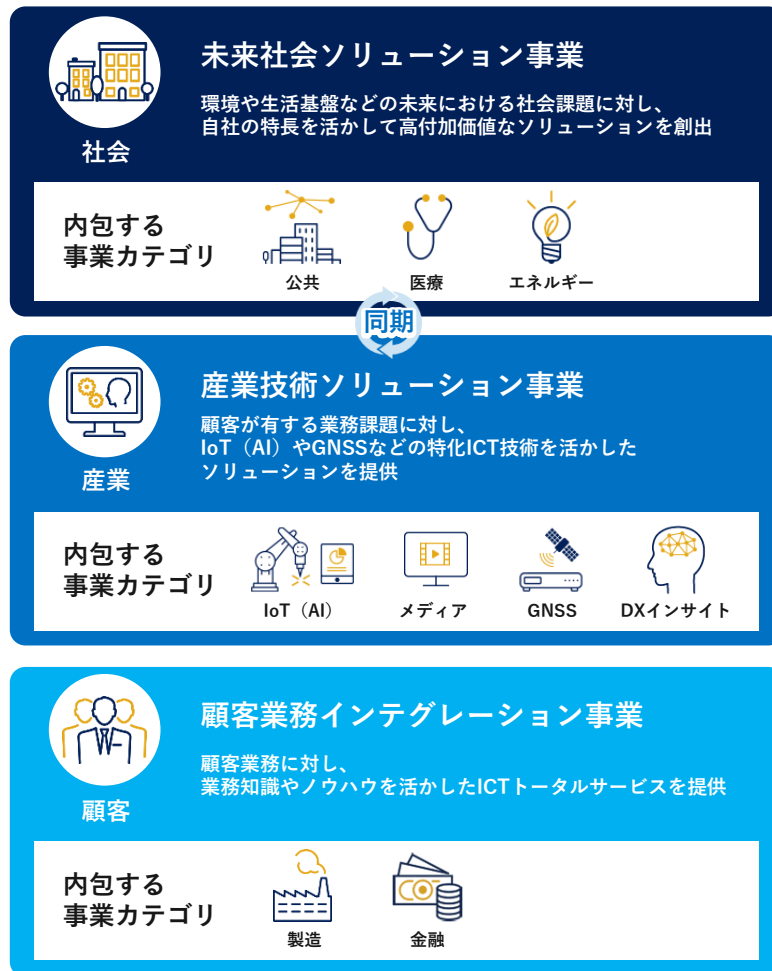 未来社会ソリューション事業
環境や生活基盤などの未来における社会課題に対し、
自社の特長を活かして高付加価値なソリューションを創出
社会
内包する
事業カテゴリ
公共
医療
エネルギー
同期
産業技術ソリューション事業
顧客が有する業務課題に対し、
IoT（AI）やGNSSなどの特化ICT技術を活かした
ソリューションを提供
産業
内包する
事業カテゴリ
IoT（AI）
メディア
GNSS
DXインサイト
顧客業務インテグレーション事業
顧客業務に対し、
業務知識やノウハウを活かしたICTトータルサービスを提供
顧客
内包する
事業カテゴリ
製造
金融